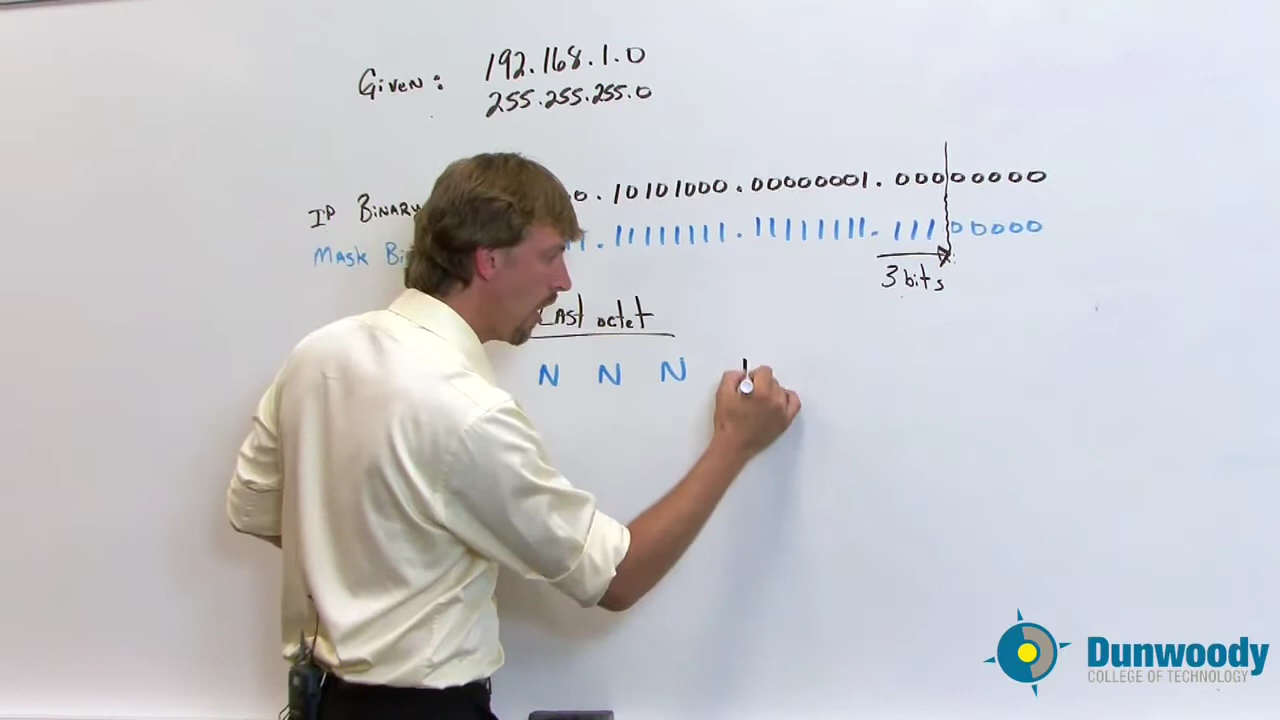 Given: 192.168.1.0
255.255.255.0
IP Binary 0.10101000.00000001.00000000
Mask Bi 11.11111111.11111111.11100000
3 bits
Last octet
N N N
Dunwoody
COLLEGE OF TECHNOLOGY